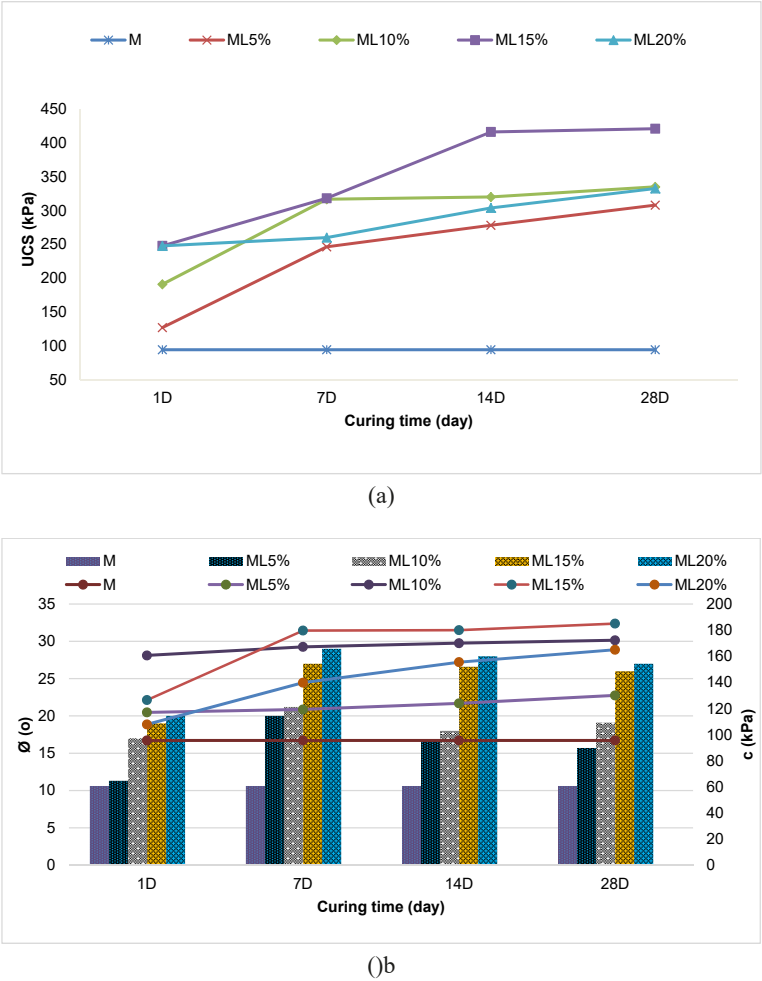 M ML5% ML10% ML15% ML20%
450
400
350
300
250
200
150
100
50
UCS (kPa)
1D 7D 14D 28D
Curing time (day)
(a)
M ML5% ML10% ML15% ML20%
M ML5% ML10% ML15% ML20%
35 200
30 180
25 160
20 140
15 120
10 100
5 80
0 60
40
20
0
Ø (o)
c (kPa)
1D 7D 14D 28D
Curing time (day)
()b